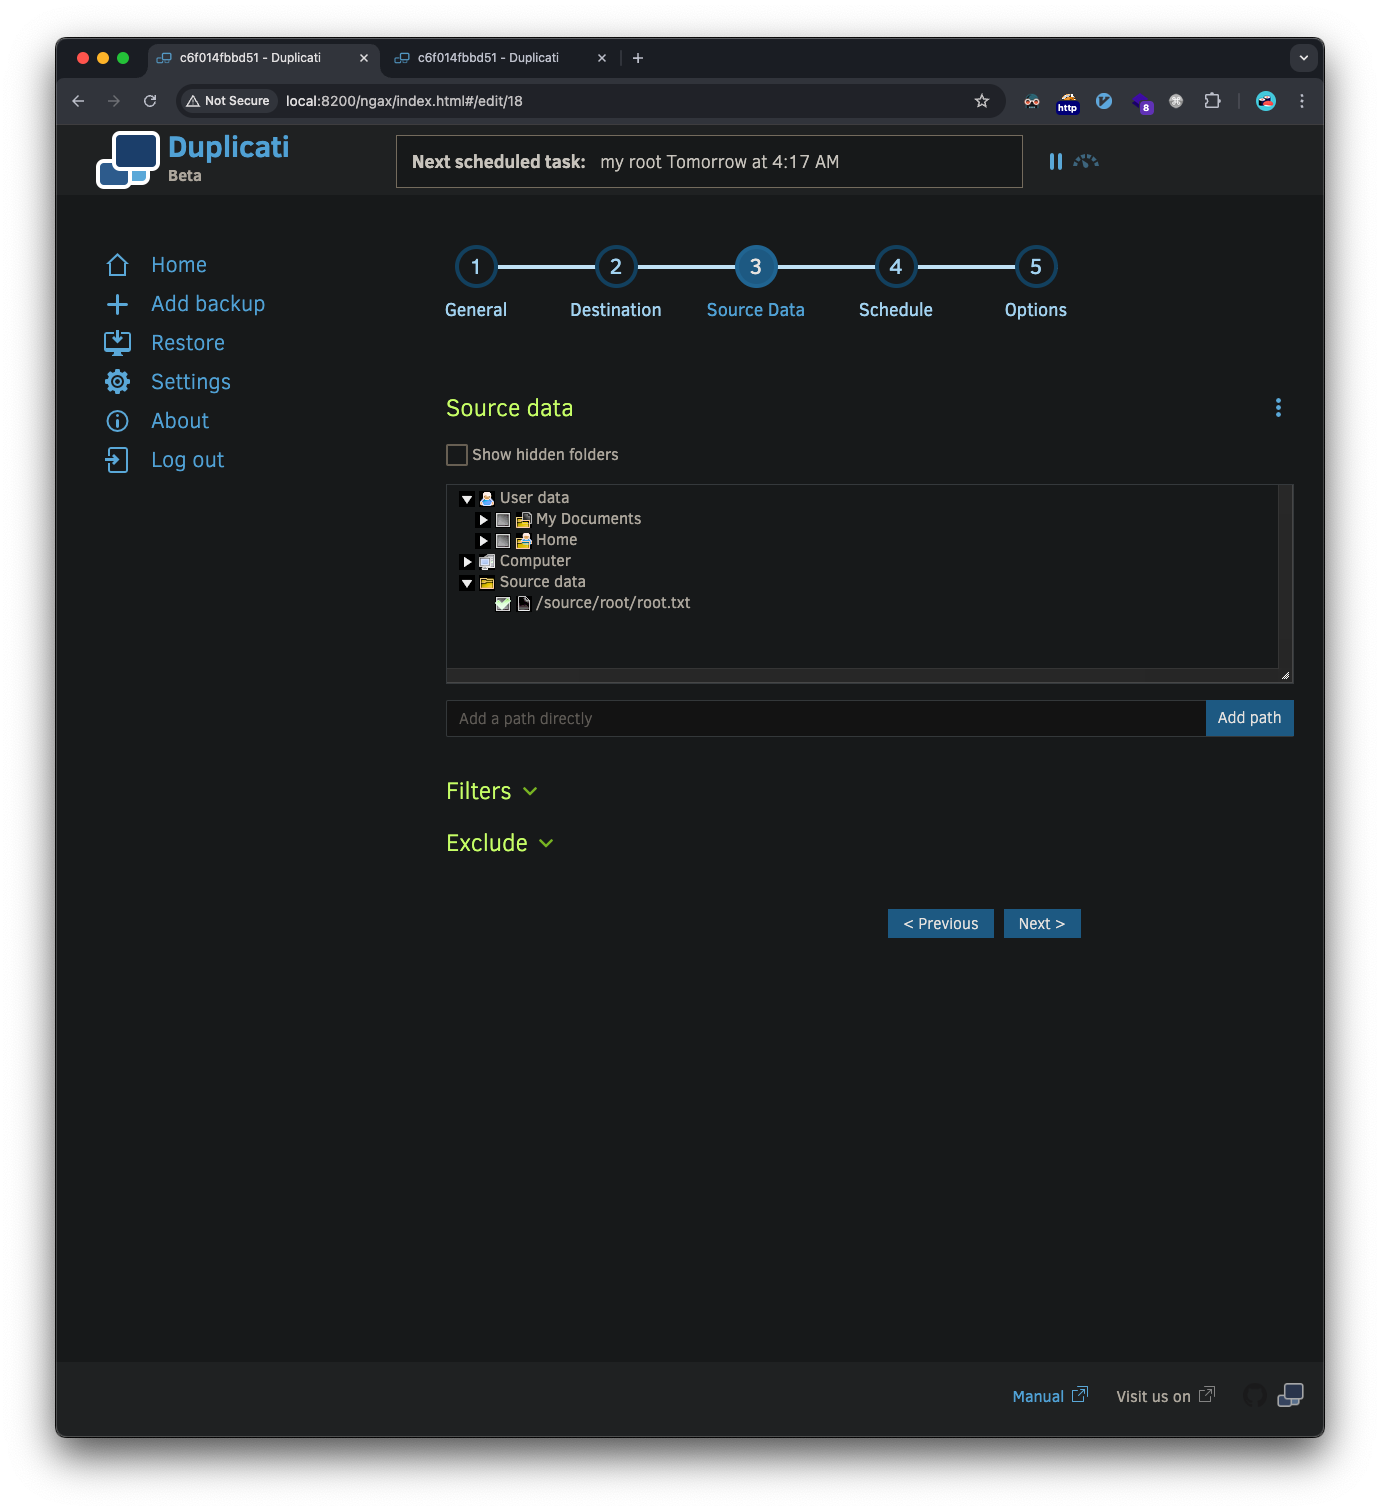 c6f014fbbd51 - Duplicati
c6f014fbbd51 - Duplicati
Not Secure
local:8200/ngax/index.html#/edit/18
http
8
Duplicati
Beta
Next scheduled task: my root Tomorrow at 4:17 AM
Home
Add backup
Restore
Settings
About
Log out
1
2
3
4
5
General
Destination
Source Data
Schedule
Options
Source data
Show hidden folders
User data
My Documents
Home
Computer
Source data
/source/root/root.txt
Add a path directly
Add path
Filters
Exclude
< Previous
Next >
Manual
Visit us on